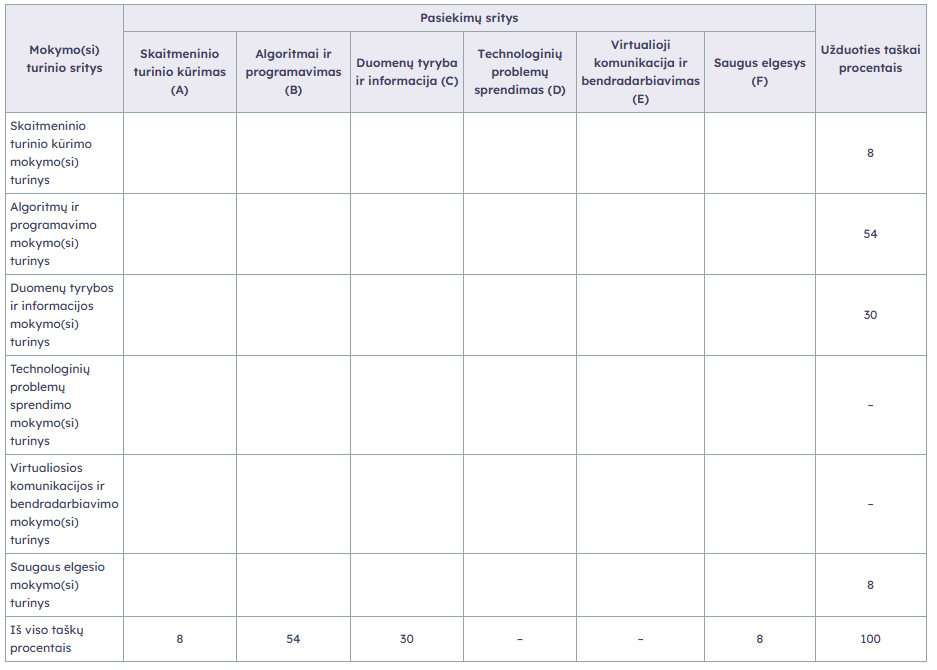 Mokymo(si)
turinio sritys
Pasiekimų sritys
Užduoties taškai
procentais
Skaitmeninio
turinio kūrimas
(A)
Algoritmai ir
programavimas
(B)
Duomenų tyryba
ir informacija (C)
Technologinių
problemų
sprendimas (D)
Virtualioji
komunikacija ir
bendradarbiavimas
(E)
Saugus elgesys
(F)
Skaitmeninio
turinio kūrimo
mokymo(si)
turinys
8
Algoritmų ir
programavimo
mokymo(si)
turinys
54
Duomenų tyrybos
ir informacijos
mokymo(si)
turinys
30
Technologinių
problemų
sprendimo
mokymo(si)
turinys
–
Virtualiosios
komunikacijos ir
bendradarbiavimo
mokymo(si)
turinys
–
Saugaus elgesio
mokymo(si)
turinys
8
Iš viso taškų
procentais
8
54
30
–
–
8
100